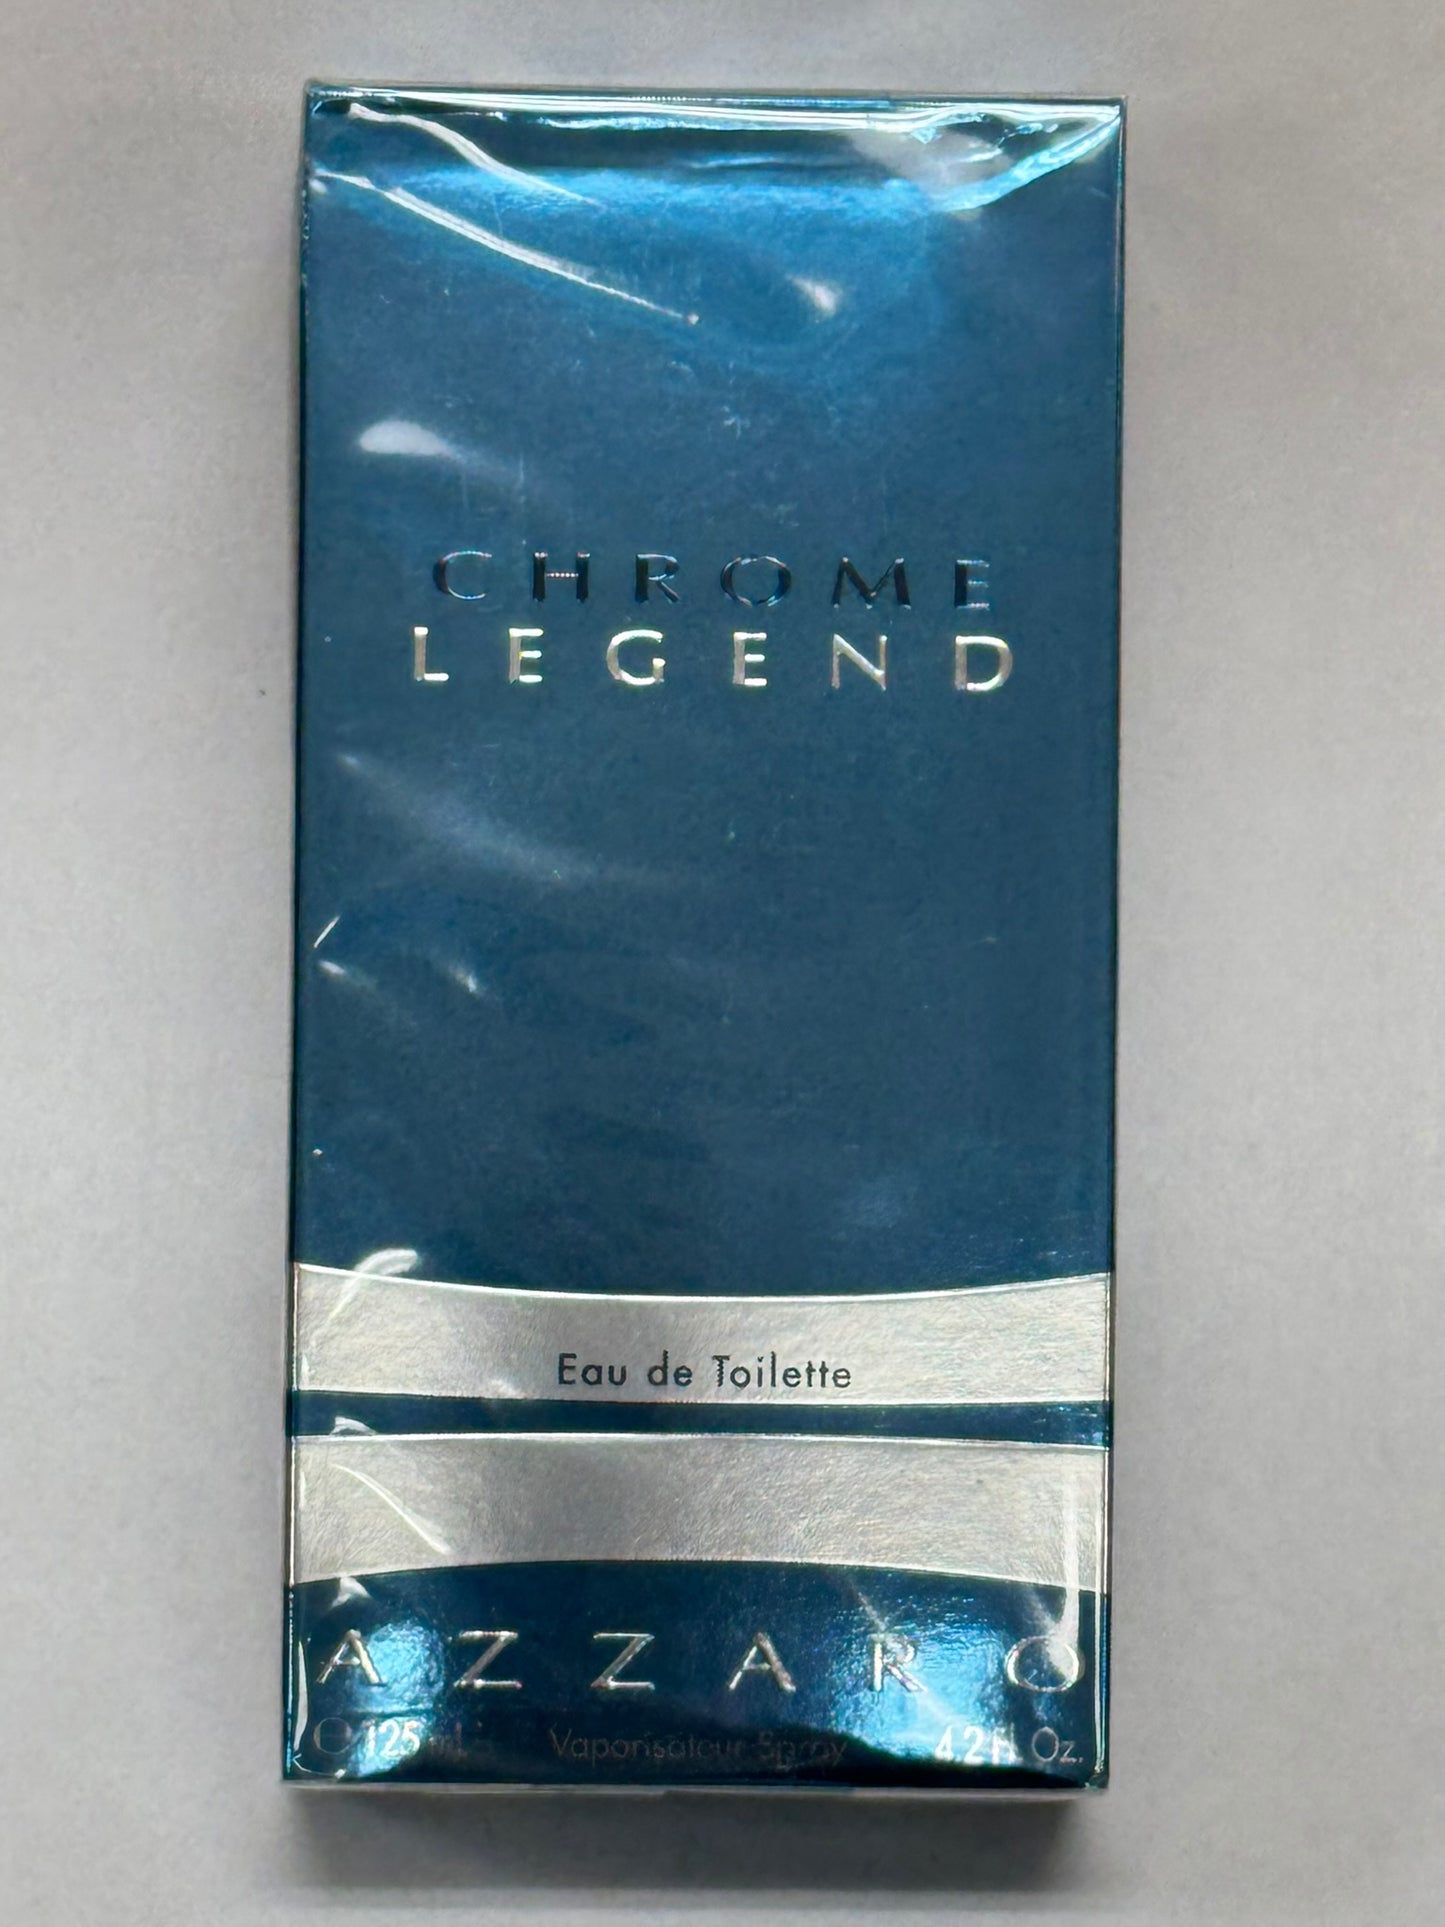 CHROME
LEGEND
Eau de Toilette
AZZARO
℮ 125 ml Vaporisateur Spray 4.2 fl. Oz.